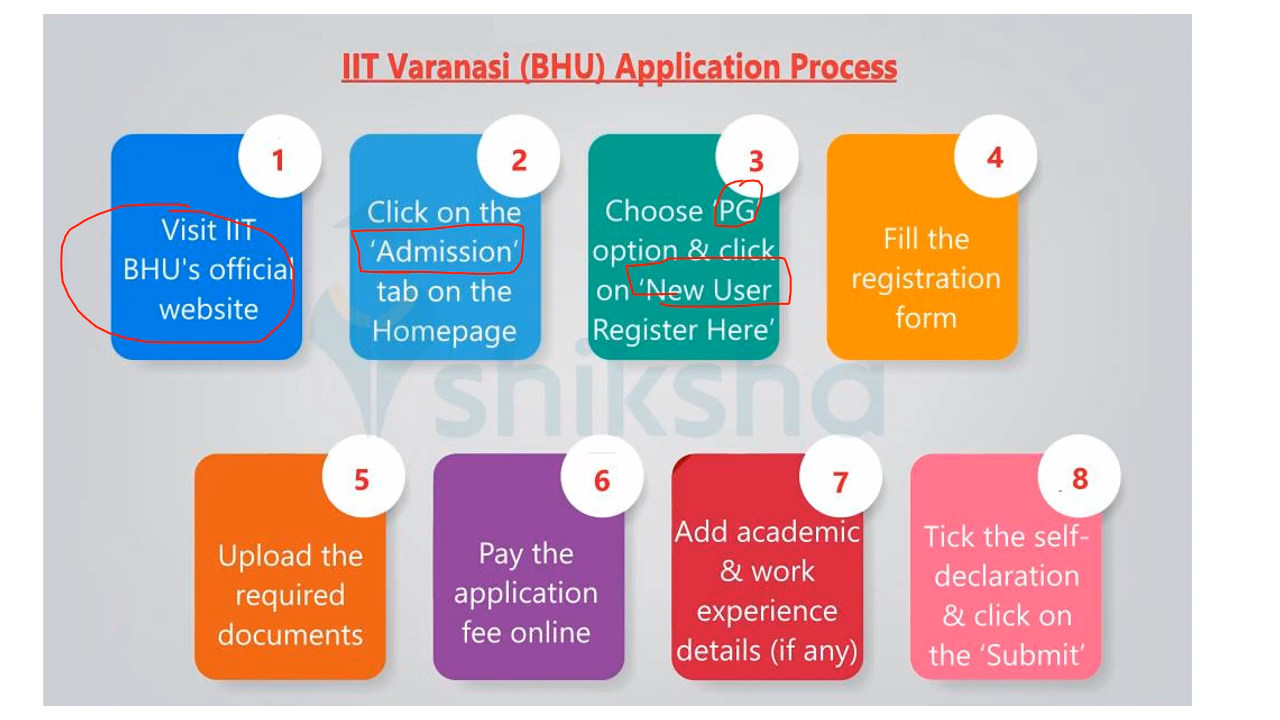 IIT Varanasi (BHU) Application Process
1
Visit IIT
BHU's official
website
2
Click on the
‘Admission’
tab on the
Homepage
3
Choose ‘PG’
option & click
on ‘New User
Register Here’
4
Fill the
registration
form
shiksha
5
Upload the
required
documents
6
Pay the
application
fee online
7
Add academic
& work
experience
details (if any)
8
Tick the self-
declaration
& click on
the ‘Submit’